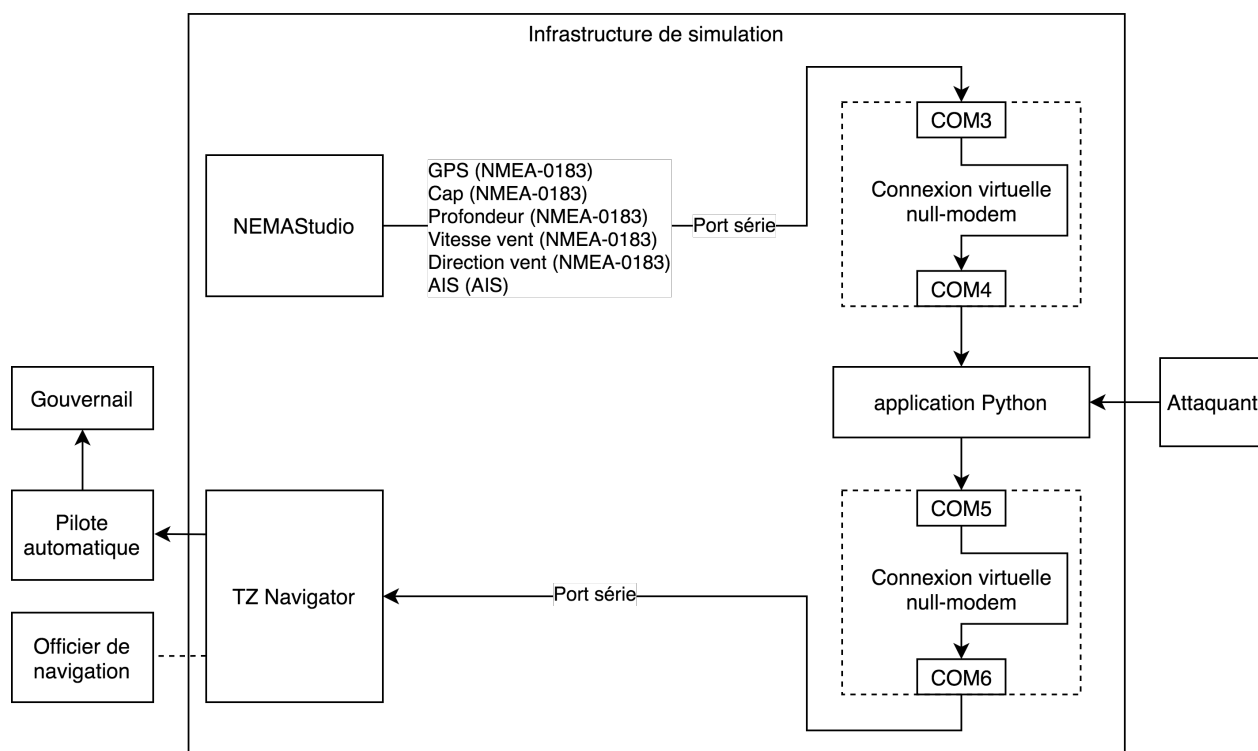 Infrastructure de simulation
COM3
NEMAStudio
GPS (NMEA-0183)
Cap (NMEA-0183)
Profondeur (NMEA-0183)
Vitesse vent (NMEA-0183)
Direction vent (NMEA-0183)
AIS (AIS)
Port série
Connexion virtuelle
null-modem
COM4
Gouvernail
application Python
Attaquant
Pilote
automatique
TZ Navigator
Port série
COM5
Connexion virtuelle
null-modem
COM6
Officier de
navigation